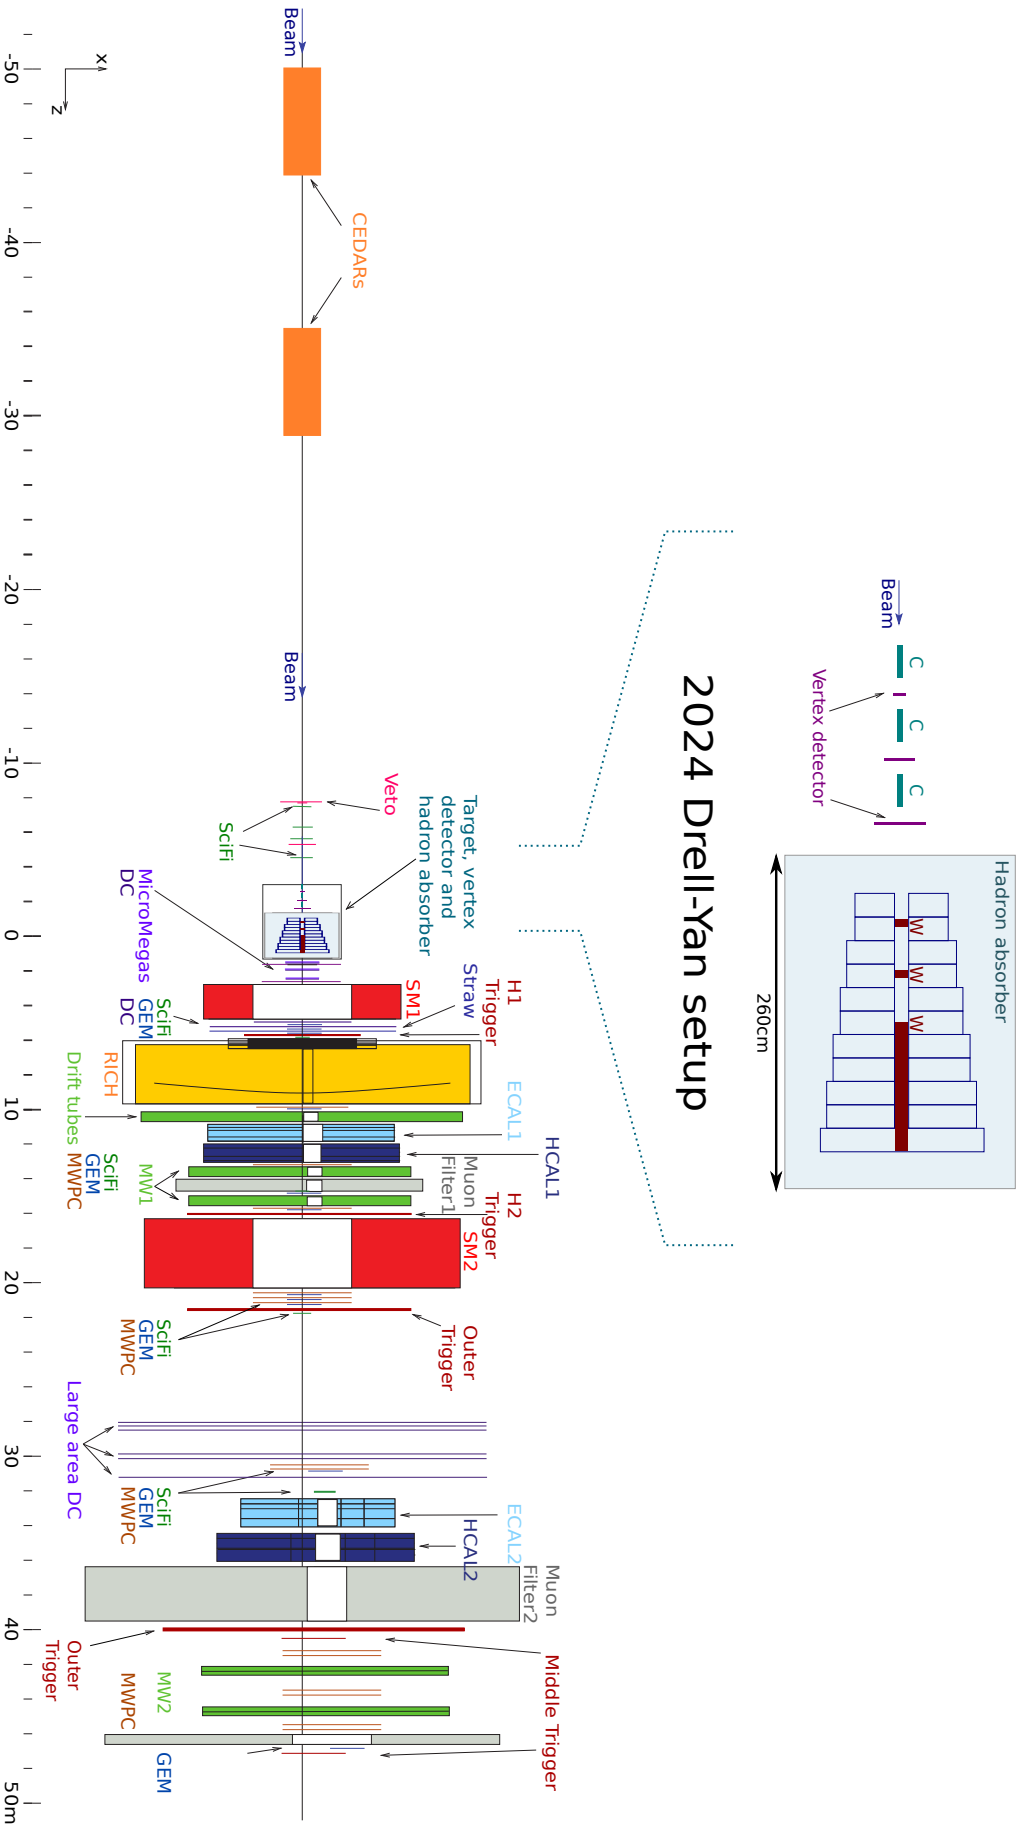 Beam
C
C
C
Vertex detector
Hadron absorber
W
W
W
260cm
2024 Drell-Yan setup
Beam
CEDARs
Beam
Veto
SciFi
Target, vertex
detector and
hadron absorber
MicroMegas
DC
SM1
Straw
H1
Trigger
SciFi
GEM
DC
RICH
Drift tubes
ECAL1
HCAL1
SciFi
GEM
MWPC
MW1
Muon
Filter1
H2
Trigger
SM2
SciFi
GEM
MWPC
Outer
Trigger
Large area DC
SciFi
GEM
MWPC
ECAL2
HCAL2
Muon
Filter2
Outer
Trigger
Middle Trigger
MW2
MWPC
GEM
x
z
-50
-40
-30
-20
-10
0
10
20
30
40
50m